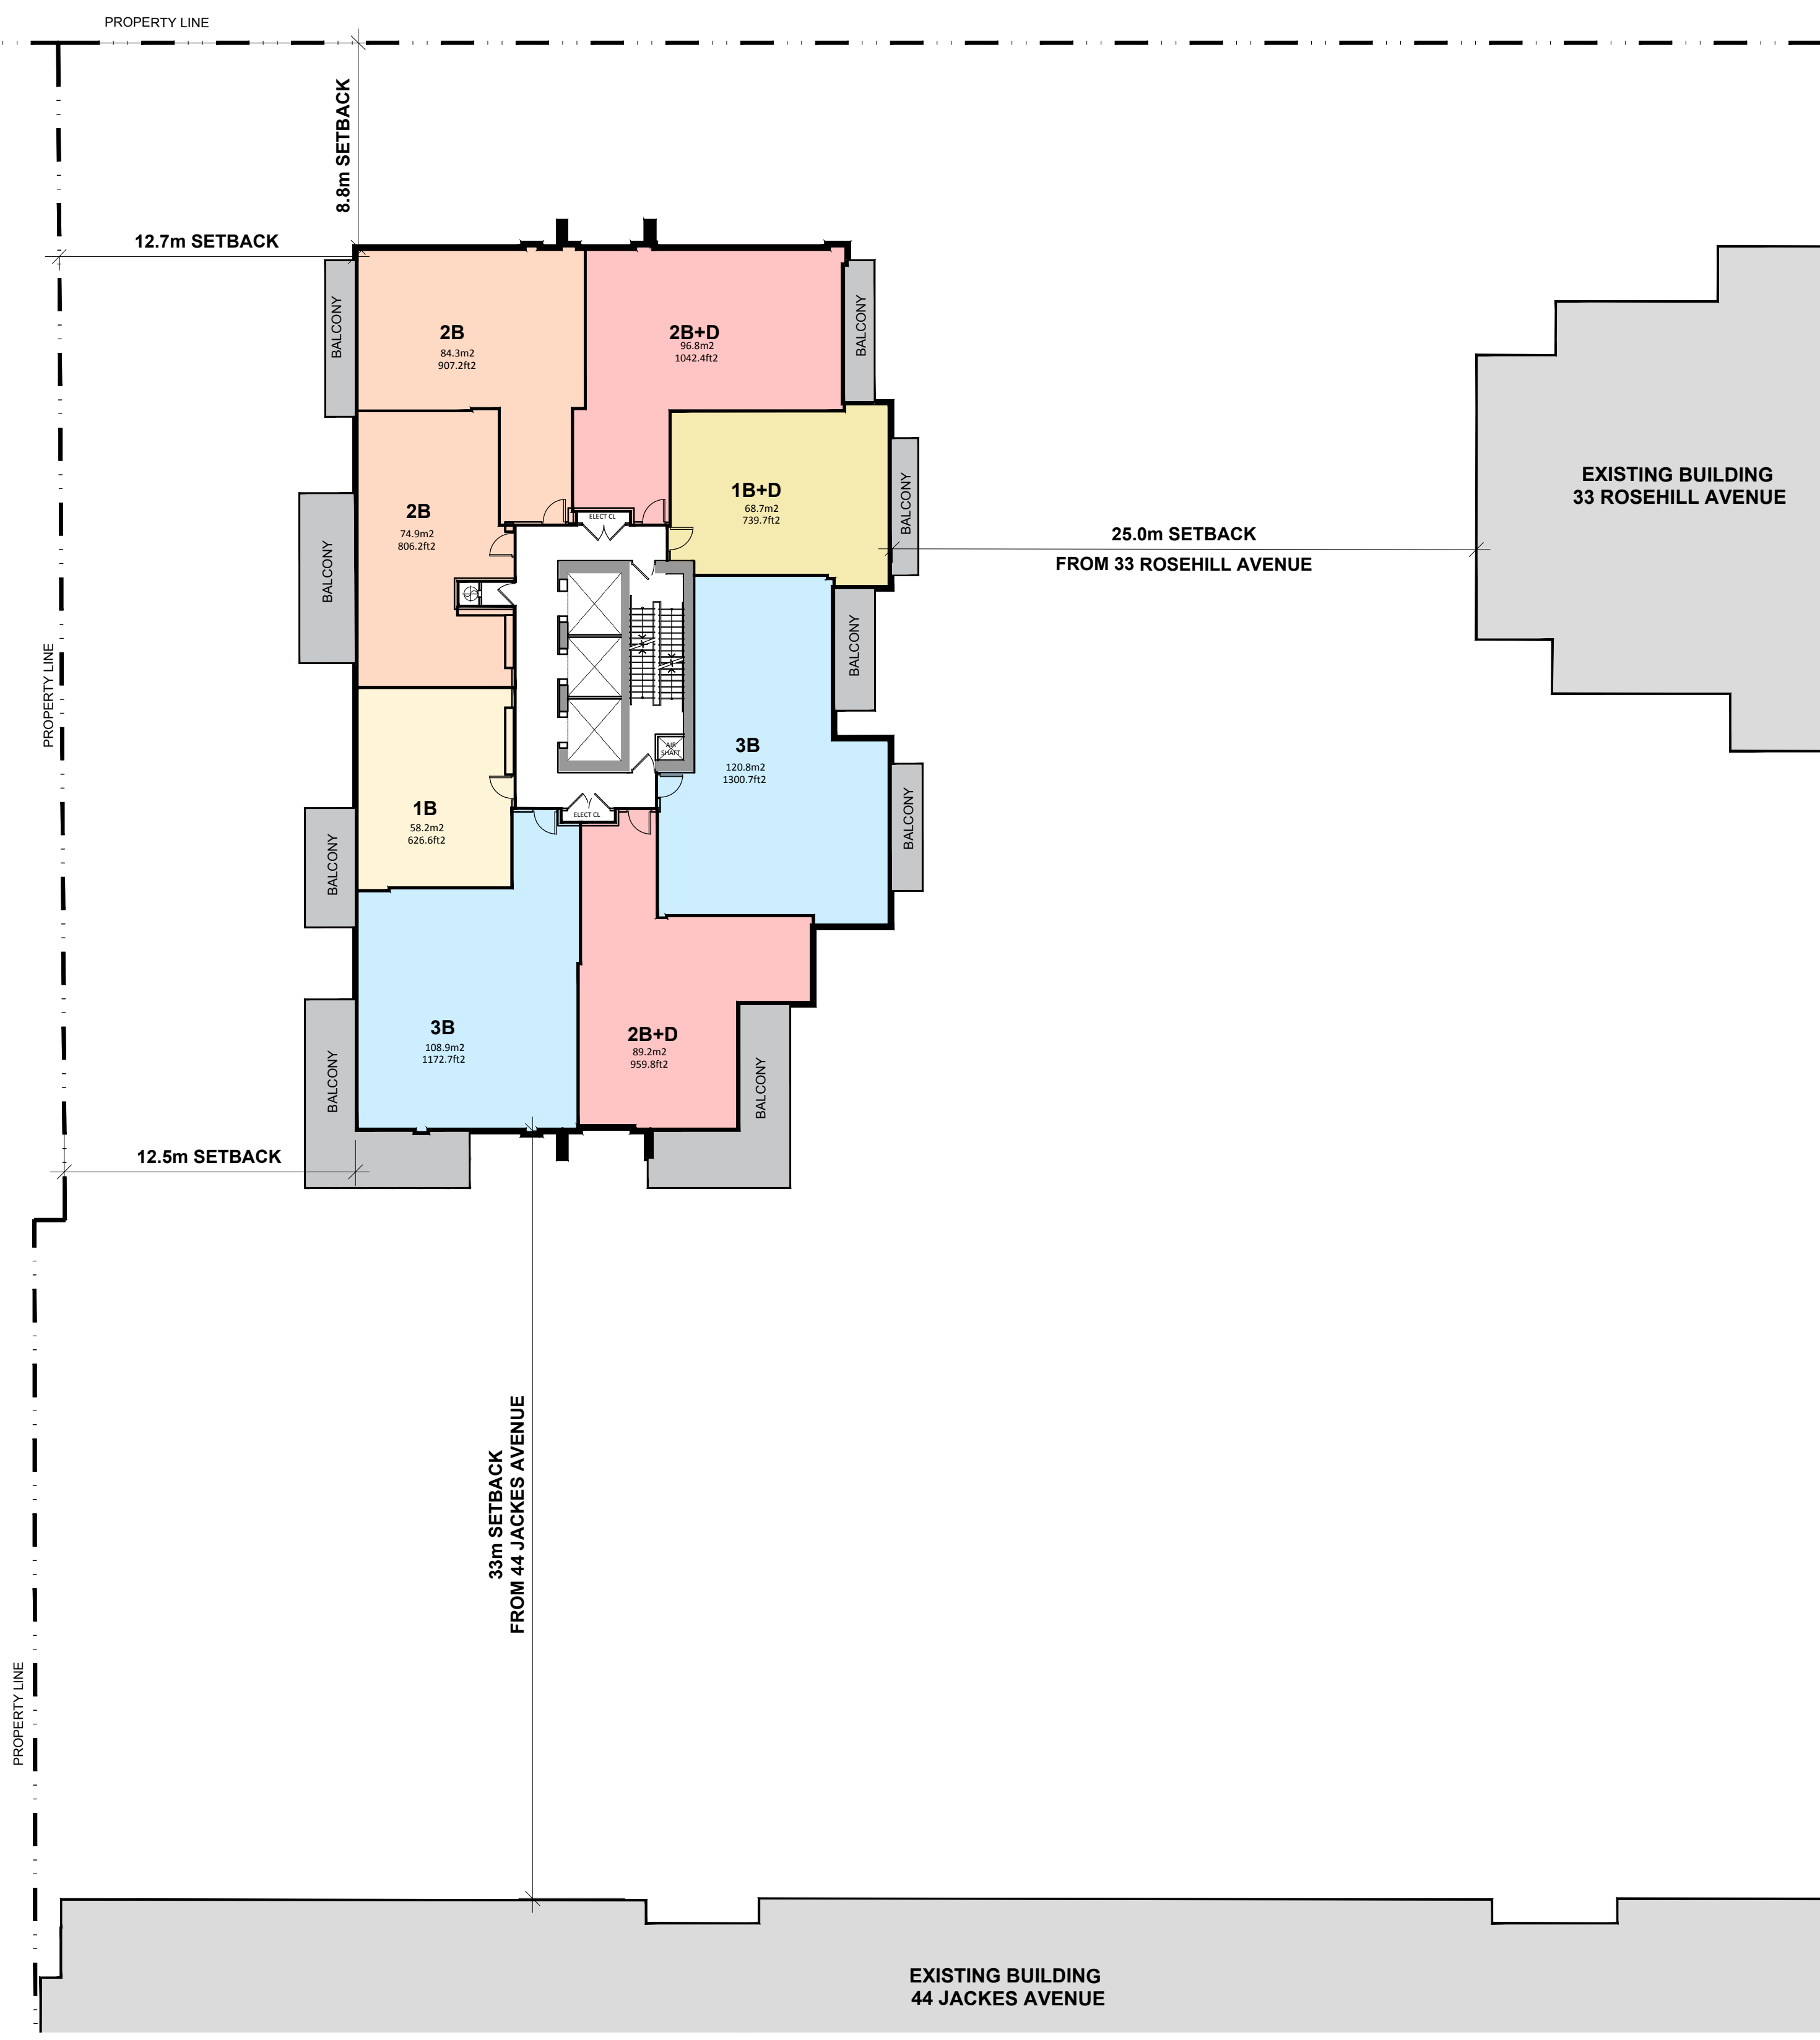 PROPERTY LINE
8.8m SETBACK
12.7m SETBACK
BALCONY
2B
84.3m2
907.2ft2
2B+D
96.8m2
1042.4ft2
BALCONY
2B
74.9m2
806.2ft2
BALCONY
1B+D
68.7m2
739.7ft2
BALCONY
ELECT CL
EXISTING BUILDING
33 ROSEHILL AVENUE
25.0m SETBACK
FROM 33 ROSEHILL AVENUE
PROPERTY LINE
BALCONY
3B
120.8m2
1300.7ft2
AIR
SHAFT
BALCONY
1B
58.2m2
626.6ft2
BALCONY
ELECT CL
3B
108.9m2
1172.7ft2
BALCONY
2B+D
89.2m2
959.8ft2
BALCONY
12.5m SETBACK
33m SETBACK
FROM 44 JACKES AVENUE
PROPERTY LINE
EXISTING BUILDING
44 JACKES AVENUE